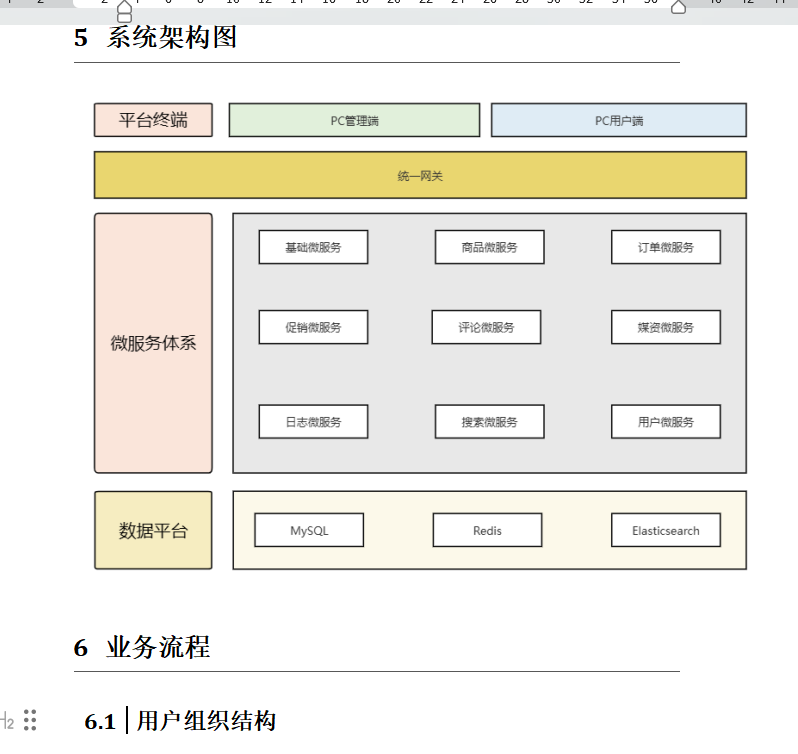 5 系统架构图
平台终端 PC管理端 PC用户端
统一网关
微服务体系
基础微服务 商品微服务 订单微服务
促销微服务 评论微服务 媒资微服务
日志微服务 搜索微服务 用户微服务
数据平台 MySQL Redis Elasticsearch
6 业务流程
H2 6.1 用户组织结构